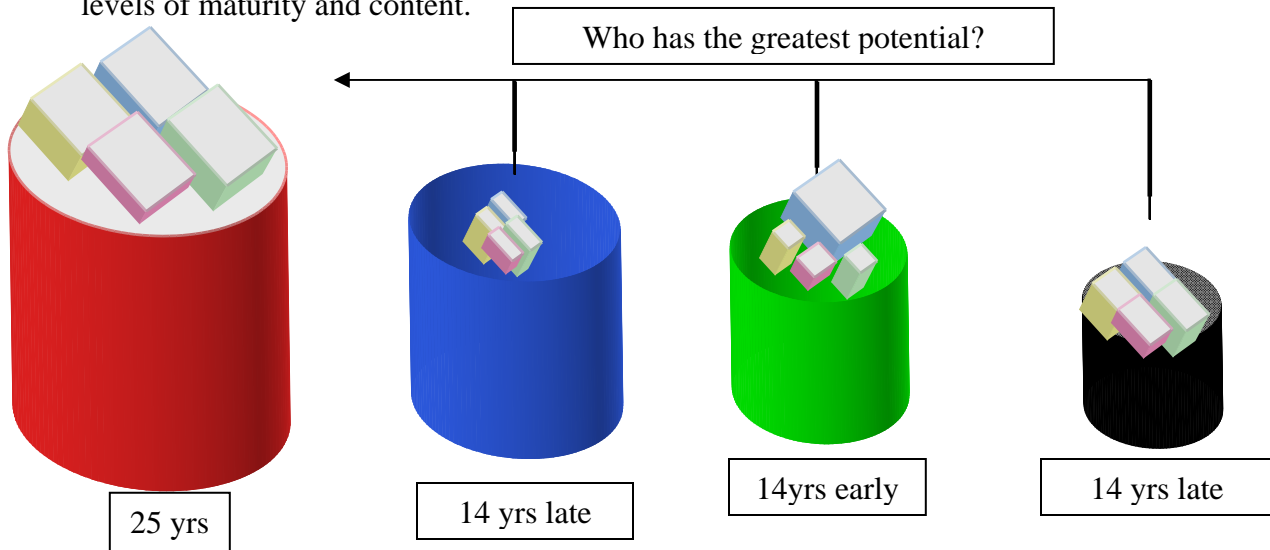 levels of maturity and content.
Who has the greatest potential?
25 yrs
14 yrs late
14yrs early
14 yrs late